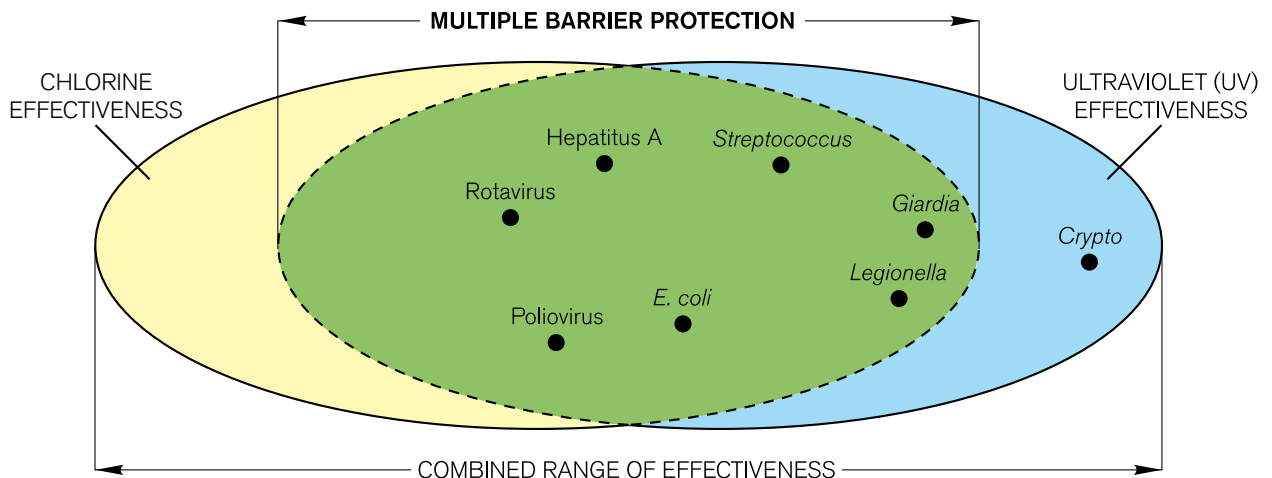 MULTIPLE BARRIER PROTECTION
CHLORINE
EFFECTIVENESS
ULTRAVIOLET (UV)
EFFECTIVENESS
Hepatitus A
Streptococcus
Rotavirus
Giardia
Crypto
Legionella
E. coli
Poliovirus
COMBINED RANGE OF EFFECTIVENESS